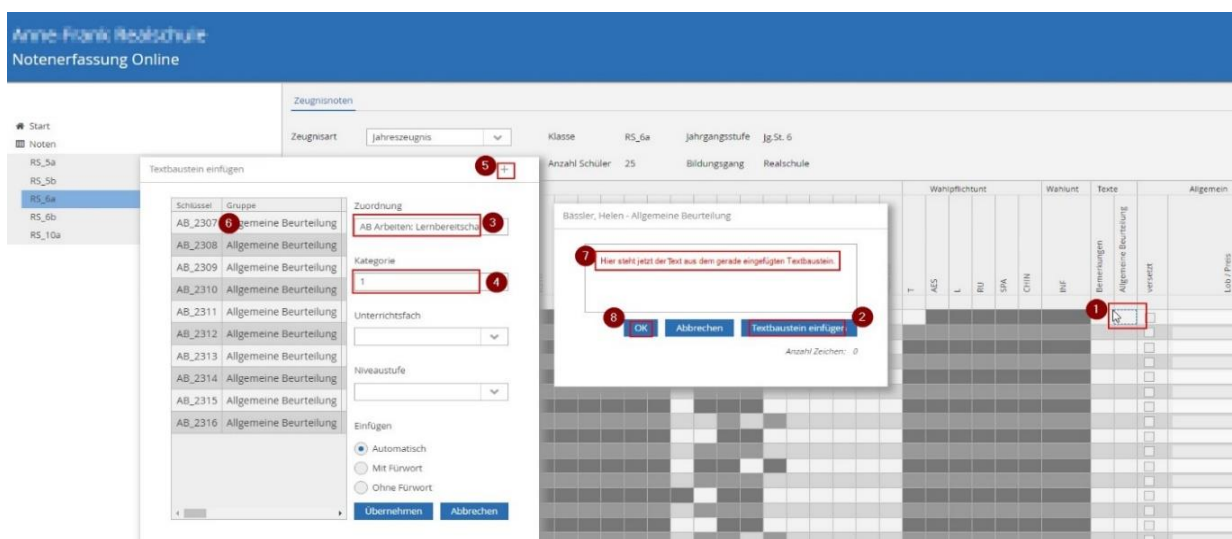 Notenerfassung Online
Zeugnisnoten
Start
Noten
RS_5a
RS_5b
RS_6a
RS_6b
RS_10a
Zeugnisart Jahreszeugnis Klasse RS_6a Jahrgangsstufe Jg.St. 6
Anzahl Schüler 25 Bildungsgang Realschule
Textbaustein einfügen 5 +
Schlüssel Gruppe
AB_2307 6 gemeine Beurteilung
AB_2308 Allgemeine Beurteilung
AB_2309 Allgemeine Beurteilung
AB_2310 Allgemeine Beurteilung
AB_2311 Allgemeine Beurteilung
AB_2312 Allgemeine Beurteilung
AB_2313 Allgemeine Beurteilung
AB_2314 Allgemeine Beurteilung
AB_2315 Allgemeine Beurteilung
AB_2316 Allgemeine Beurteilung
Zuordnung
AB Arbeiten: Lernbereitscha 3
Kategorie
1 4
Unterrichtsfach
Niveaustufe
Einfügen
Automatisch
Mit Fürwort
Ohne Fürwort
Übernehmen Abbrechen
Bässler, Helen - Allgemeine Beurteilung
7 Hier steht jetzt der Text aus dem gerade eingefügten Textbaustein.
8 OK Abbrechen Textbaustein einfügen 2
Anzahl Zeichen: 0
Wahlpflichtunt Wahlunt Texte Allgemein
T
AES
L
RU
SPA
CHIN
INF
Bemerkungen
Allgemeine Beurteilung
versetzt
Lob / Preis
1